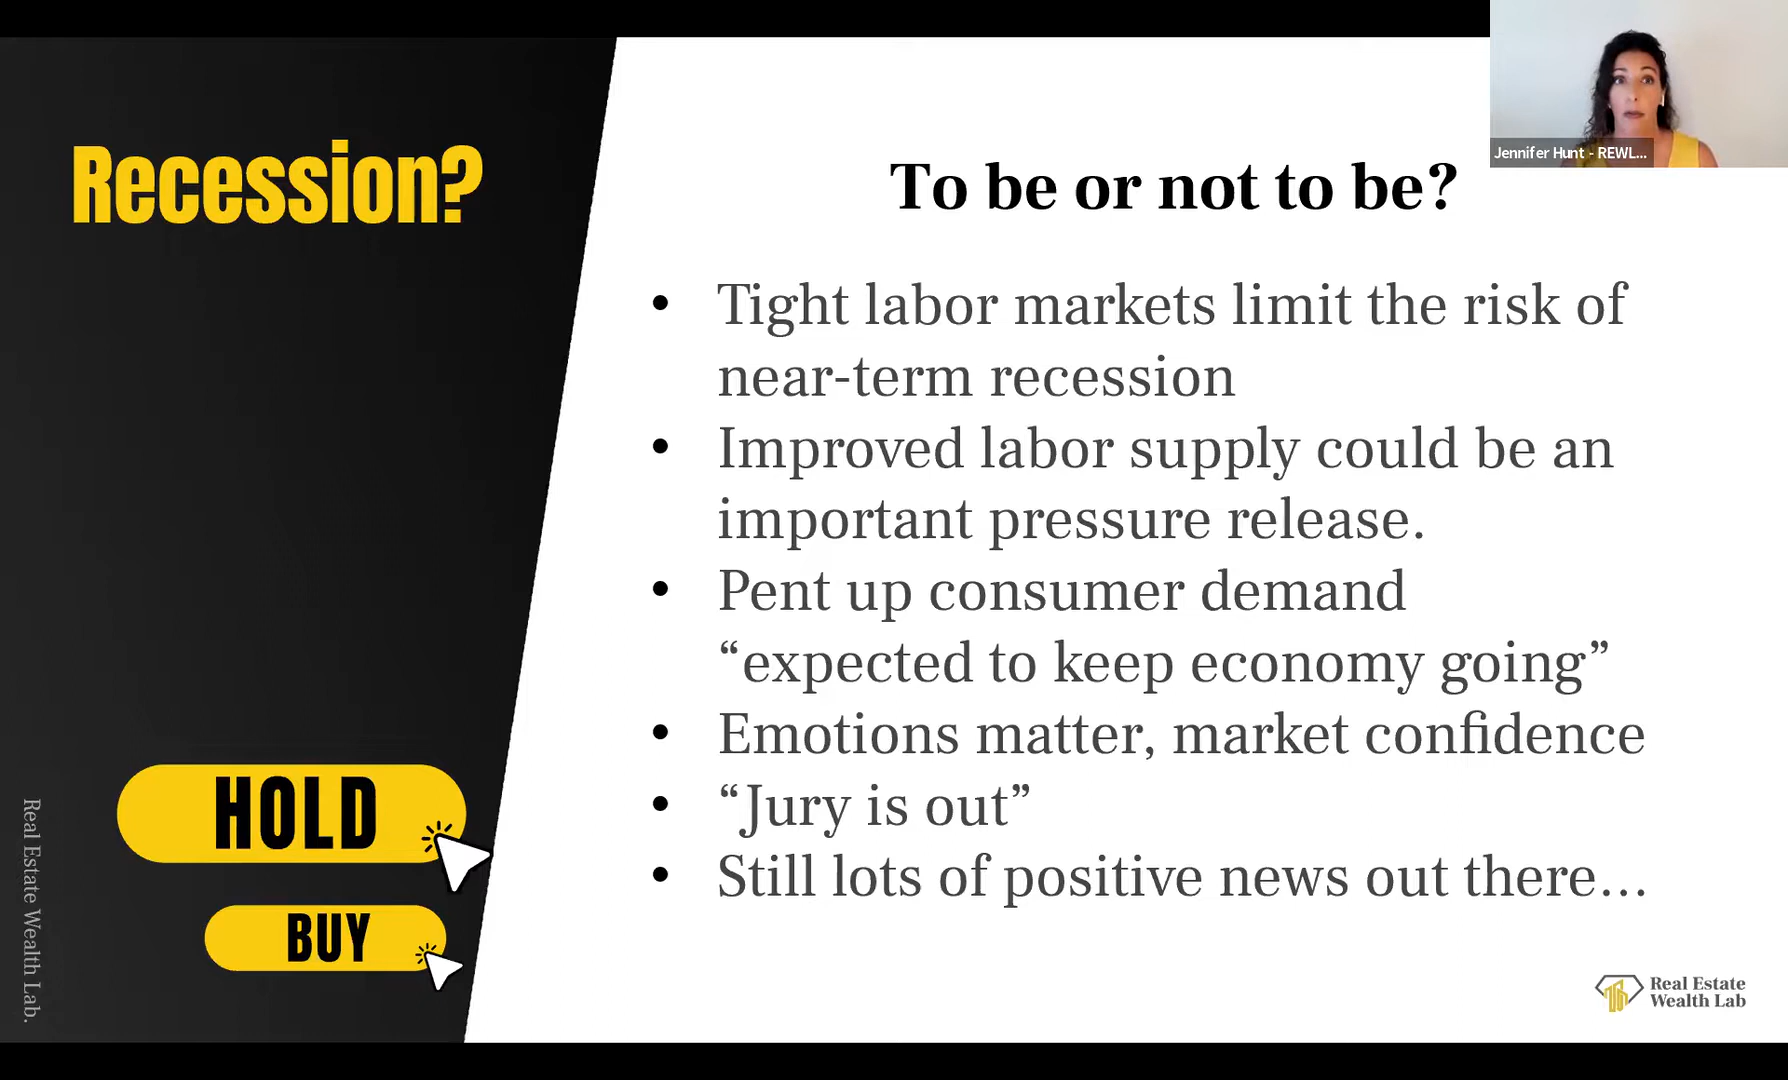 Jennifer Hunt - REWL...
Recession?
To be or not to be?
• Tight labor markets limit the risk of
near-term recession
• Improved labor supply could be an
important pressure release.
• Pent up consumer demand
“expected to keep economy going”
• Emotions matter, market confidence
• “Jury is out”
• Still lots of positive news out there...
HOLD
BUY
Real Estate Wealth Lab.
Real Estate
Wealth Lab